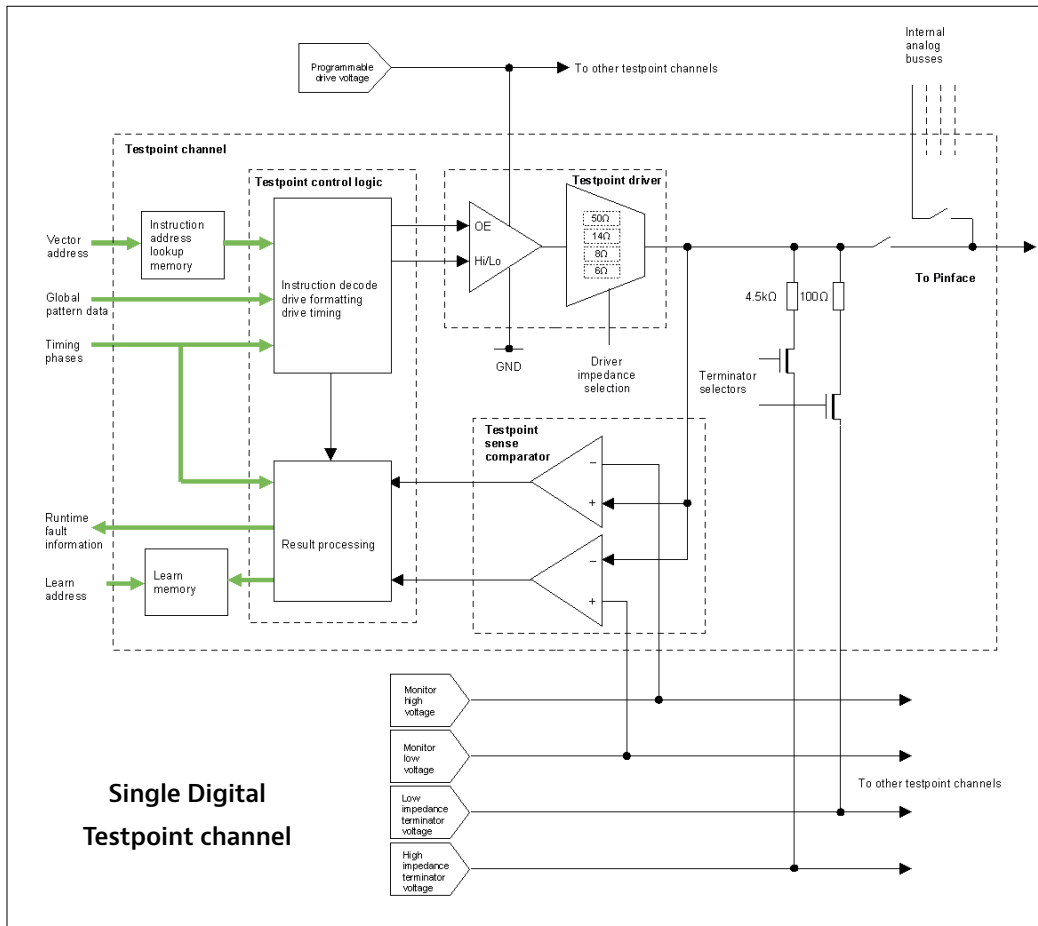 Internal
analog
busses
Programmable
drive voltage
To other testpoint channels
Testpoint channel
Testpoint control logic
Testpoint driver
Vector
address
Instruction
address
lookup
memory
OE
Hi/Lo
50Ω
14Ω
8Ω
6Ω
Global
pattern data
Instruction decode
drive formatting
drive timing
To Pinface
4.5kΩ
100Ω
Timing
phases
GND
Driver
impedance
selection
Terminator
selectors
Testpoint
sense
comparator
−
+
Runtime
fault
information
Result processing
−
+
Learn
address
Learn
memory
Monitor
high
voltage
Monitor
low
voltage
To other testpoint channels
Low
impedance
terminator
voltage
High
impedance
terminator
voltage
Single Digital
Testpoint channel